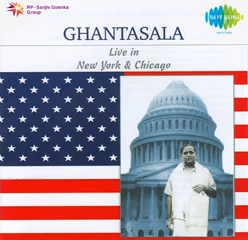 RP-Sanjiv Goenka
Group
GHANTASALA
Live in
New York & Chicago